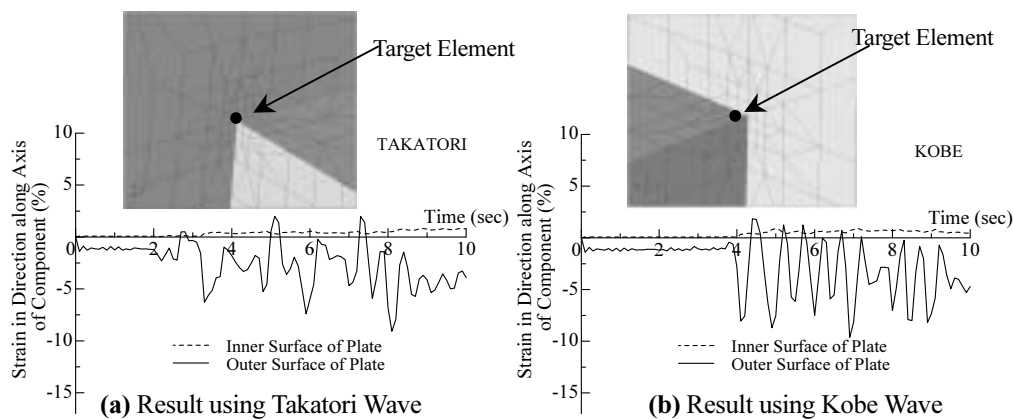 Target Element
TAKATORI
Strain in Direction along Axis
of Component (%)
10
5
0
-5
-10
-15
Time (sec)
2
4
6
8
10
Inner Surface of Plate
Outer Surface of Plate
(a) Result using Takatori Wave
Target Element
KOBE
Strain in Direction along Axis
of Component (%)
10
5
0
-5
-10
-15
Time (sec)
2
4
6
8
10
Inner Surface of Plate
Outer Surface of Plate
(b) Result using Kobe Wave